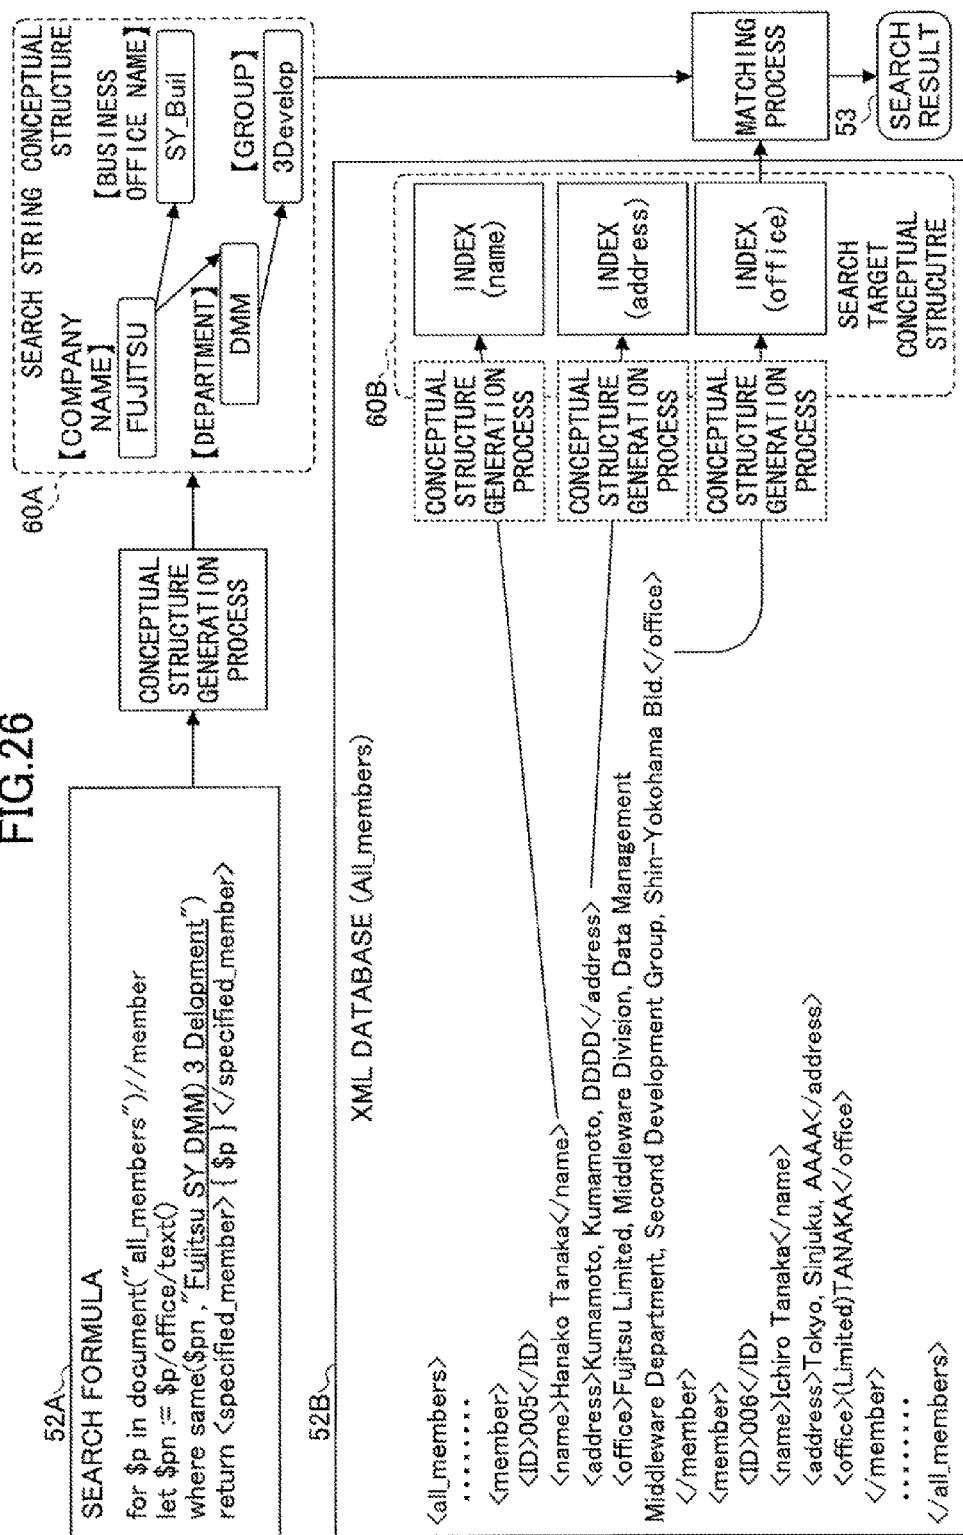 FIG.26
52A
SEARCH FORMULA
for $p in document("all_members")//member
let $pn := $p/office/text()
where same($pn ,"Fujitsu SY DMM) 3 Delopment")
return <specified_member> { $p } </specified_member>
CONCEPTUAL
STRUCTURE
GENERATION
PROCESS
60A
SEARCH STRING CONCEPTUAL
STRUCTURE
【COMPANY
NAME】
FUJITSU
【BUSINESS
OFFICE NAME】
SY_Buil
【DEPARTMENT】
DMM
【GROUP】
3Develop
52B
XML DATABASE (All_members)
<all_members>
........
<member>
<ID>005</ID>
<name>Hanako Tanaka</name>
<address>Kumamoto, Kumamoto, DDDD</address>
<office>Fujitsu Limited, Middleware Division, Data Management
Middleware Department, Second Development Group, Shin-Yokohama Bld.</office>
</member>
<member>
<ID>006</ID>
<name>Ichiro Tanaka</name>
<address>Tokyo, Sinjuku, AAAA</address>
<office>(Limited)TANAKA</office>
</member>
........
</all_members>
CONCEPTUAL
STRUCTURE
GENERATION
PROCESS
CONCEPTUAL
STRUCTURE
GENERATION
PROCESS
CONCEPTUAL
STRUCTURE
GENERATION
PROCESS
60B
INDEX
(name)
INDEX
(address)
INDEX
(office)
SEARCH
TARGET
CONCEPTUAL
STRUCUTRE
MATCHING
PROCESS
53
SEARCH
RESULT